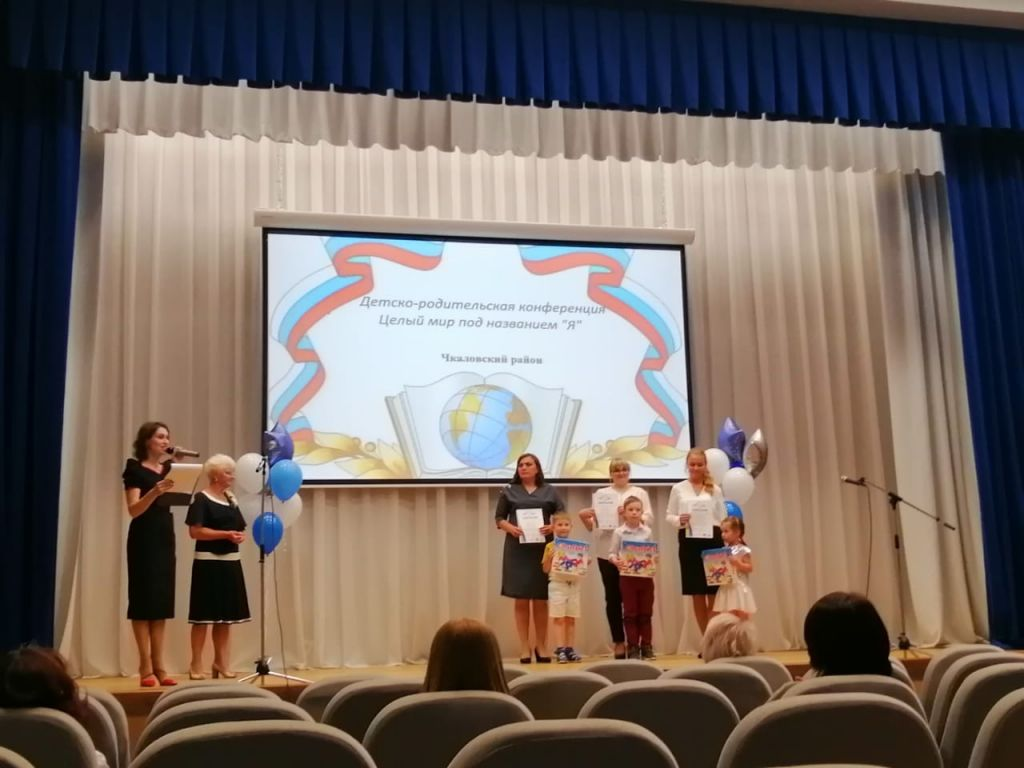 Детско-родительская конференция
Целый мир под названием "Я"
Чкаловский район